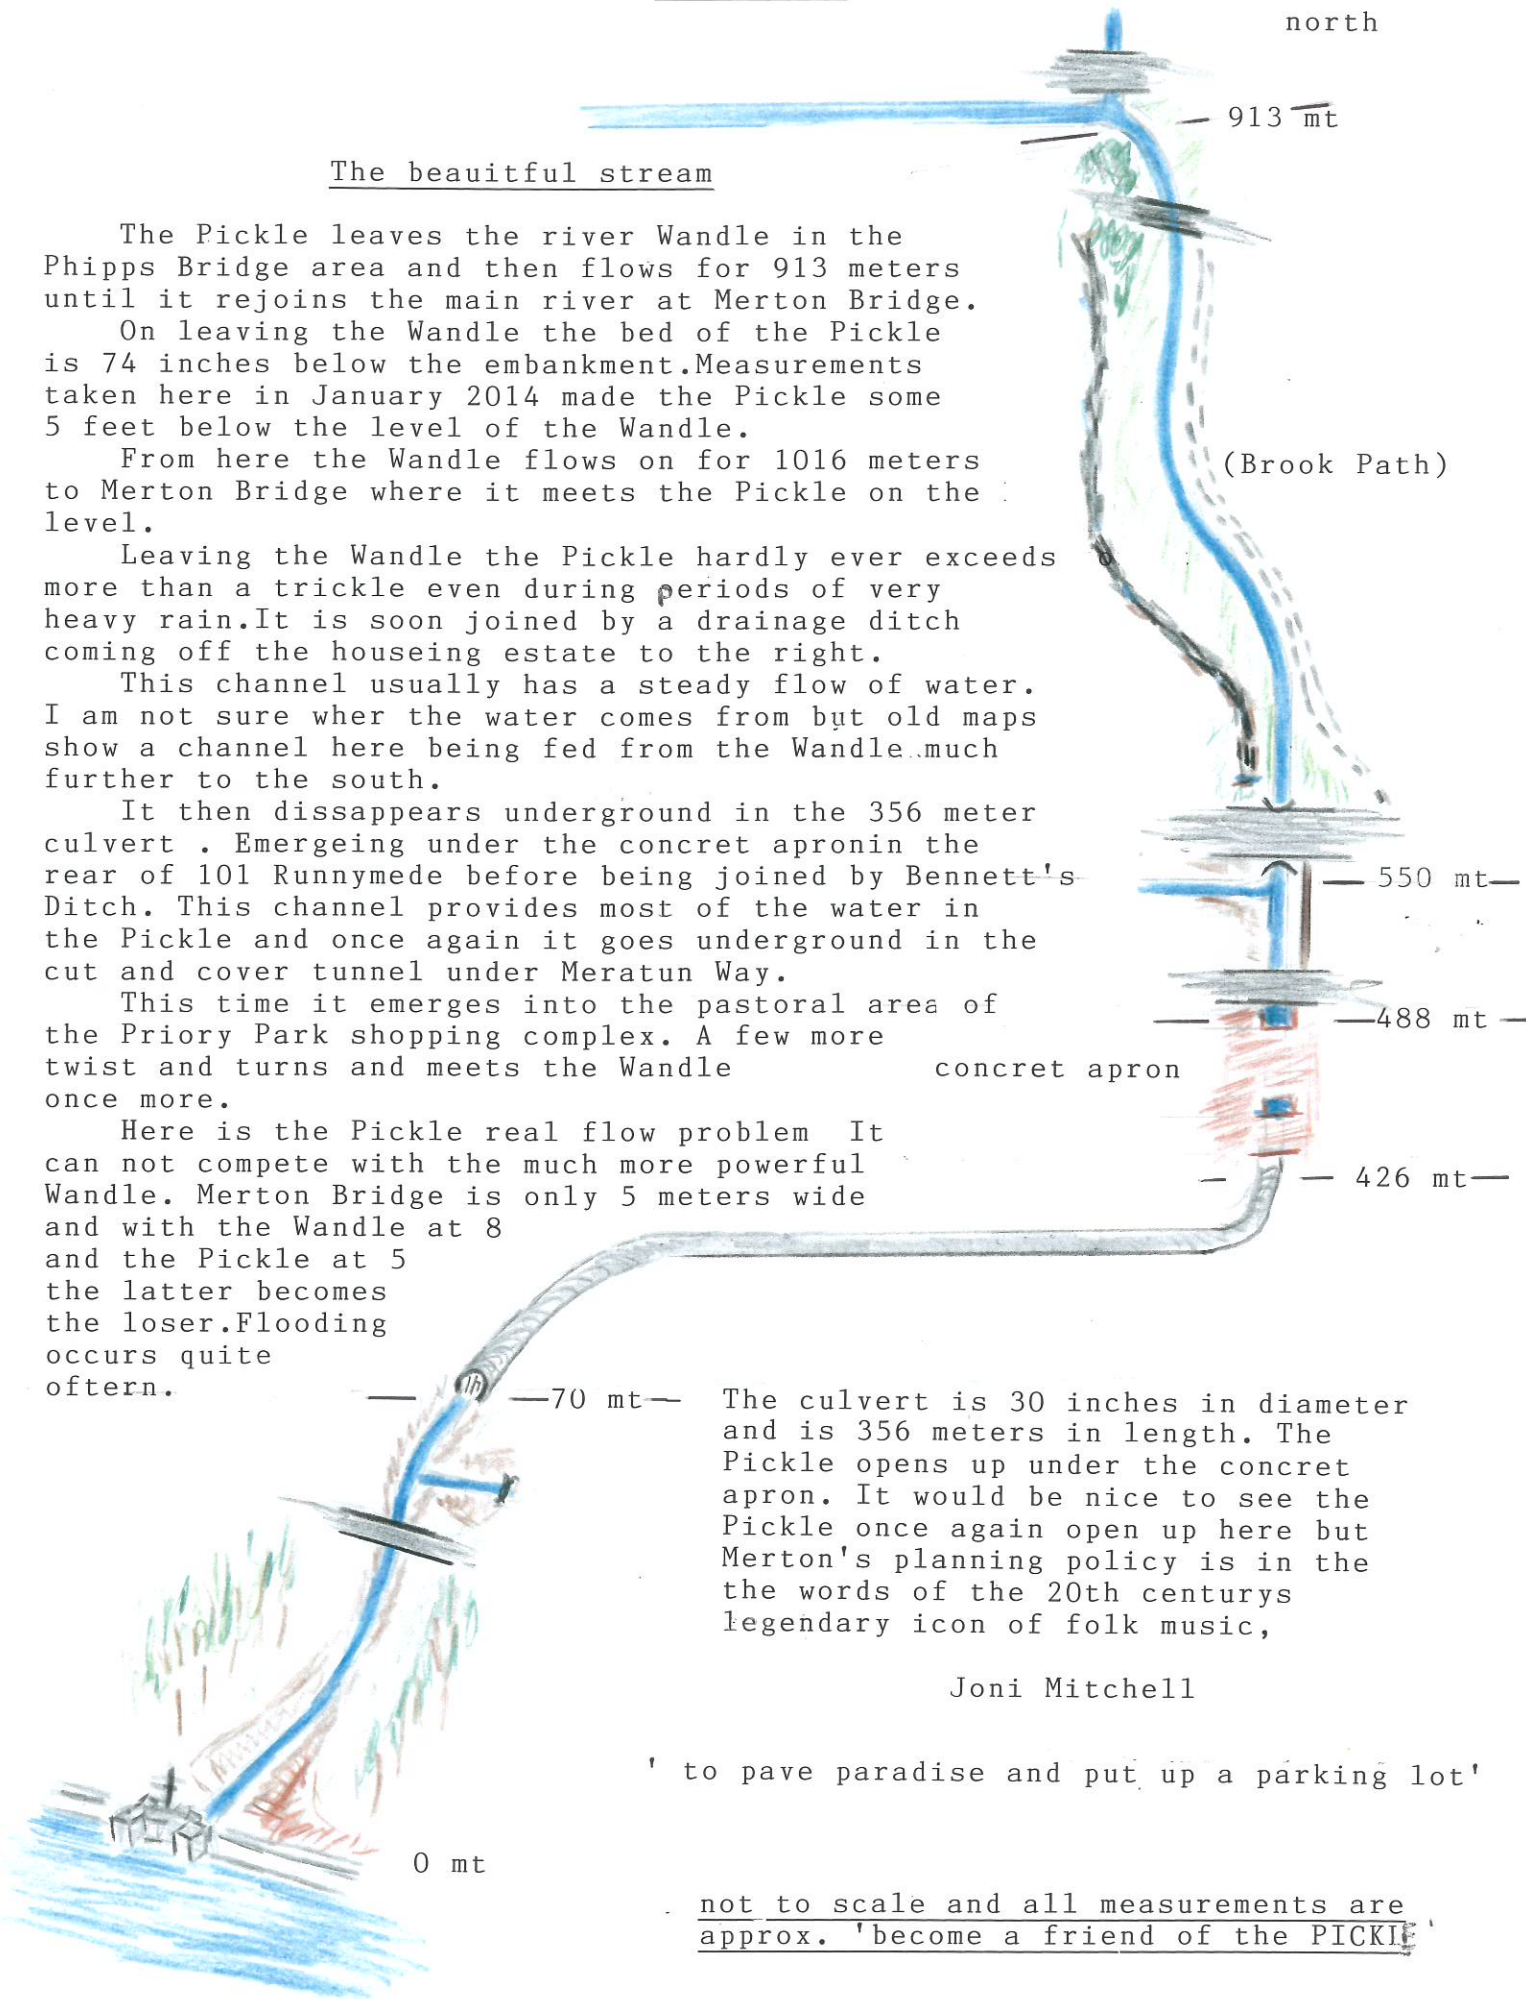 north
913 mt
The beauitful stream
The Pickle leaves the river Wandle in the
Phipps Bridge area and then flows for 913 meters
until it rejoins the main river at Merton Bridge.
On leaving the Wandle the bed of the Pickle
is 74 inches below the embankment.Measurements
taken here in January 2014 made the Pickle some
5 feet below the level of the Wandle.
From here the Wandle flows on for 1016 meters
to Merton Bridge where it meets the Pickle on the
level.
(Brook Path)
Leaving the Wandle the Pickle hardly ever exceeds
more than a trickle even during periods of very
heavy rain.It is soon joined by a drainage ditch
coming off the houseing estate to the right.
This channel usually has a steady flow of water.
I am not sure wher the water comes from but old maps
show a channel here being fed from the Wandle much
further to the south.
It then dissappears underground in the 356 meter
culvert . Emergeing under the concret apronin the
rear of 101 Runnymede before being joined by Bennett's
Ditch. This channel provides most of the water in
the Pickle and once again it goes underground in the
cut and cover tunnel under Meratun Way.
550 mt
This time it emerges into the pastoral area of
the Priory Park shopping complex. A few more
twist and turns and meets the Wandle
once more.
488 mt
concret apron
Here is the Pickle real flow problem It
can not compete with the much more powerful
Wandle. Merton Bridge is only 5 meters wide
and with the Wandle at 8
and the Pickle at 5
the latter becomes
the loser.Flooding
occurs quite
oftern.
426 mt
70 mt
The culvert is 30 inches in diameter
and is 356 meters in length. The
Pickle opens up under the concret
apron. It would be nice to see the
Pickle once again open up here but
Merton's planning policy is in the
the words of the 20th centurys
legendary icon of folk music,
Joni Mitchell
' to pave paradise and put up a parking lot'
0 mt
not to scale and all measurements are
approx. 'become a friend of the PICKLE'